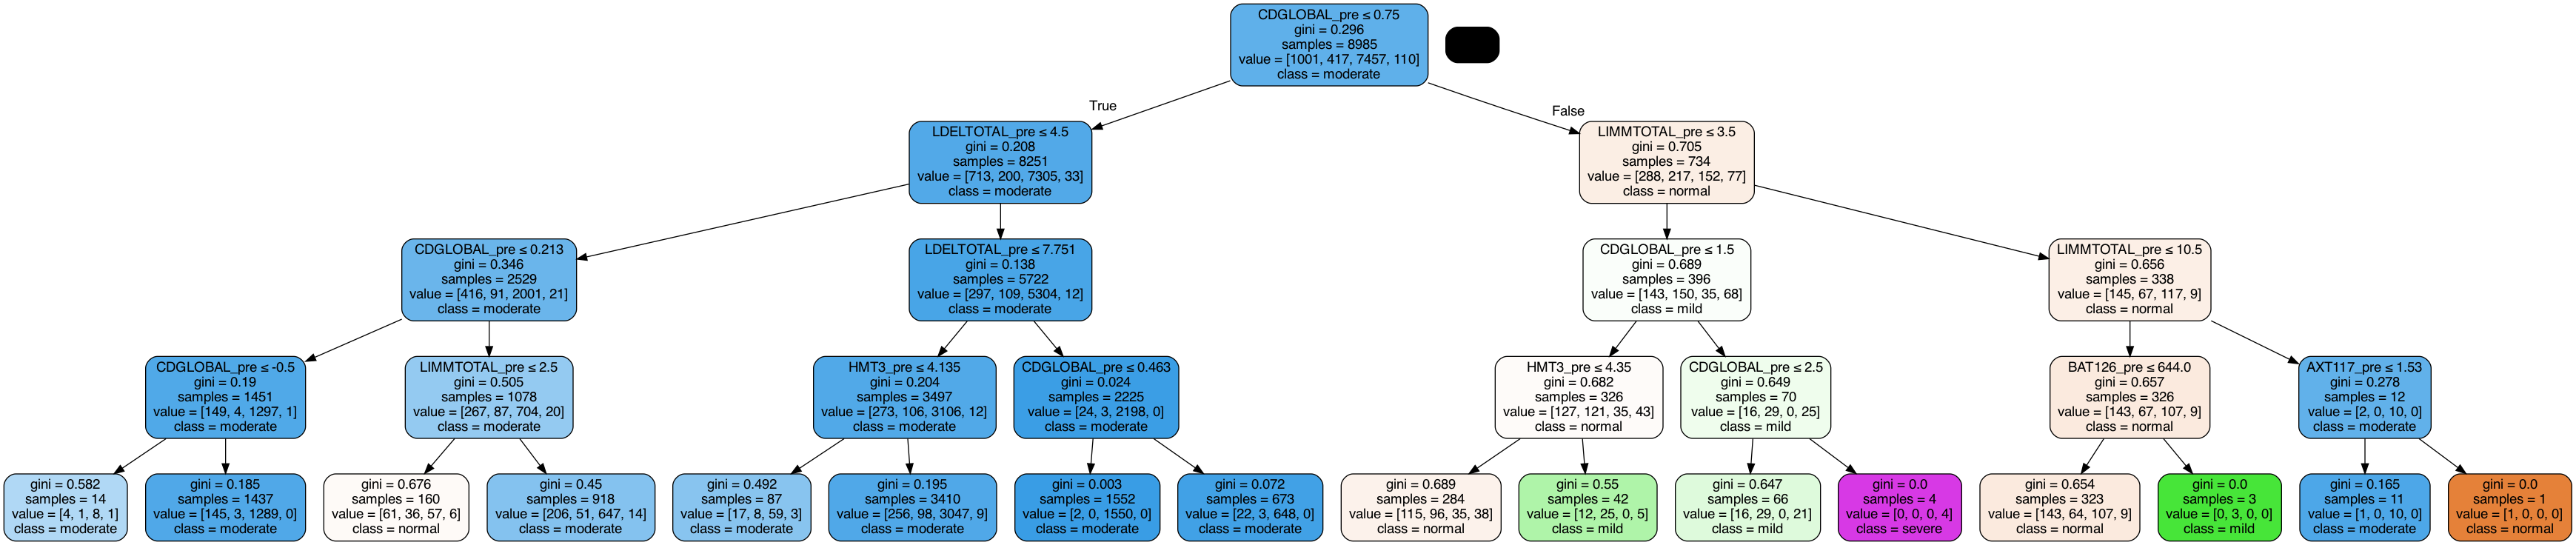 CDGLOBAL_pre ≤ 0.75
gini = 0.296
samples = 8985
value = [1001, 417, 7457, 110]
class = moderate
True
False
LDELTOTAL_pre ≤ 4.5
gini = 0.208
samples = 8251
value = [713, 200, 7305, 33]
class = moderate
LIMMTOTAL_pre ≤ 3.5
gini = 0.705
samples = 734
value = [288, 217, 152, 77]
class = normal
CDGLOBAL_pre ≤ 0.213
gini = 0.346
samples = 2529
value = [416, 91, 2001, 21]
class = moderate
LDELTOTAL_pre ≤ 7.751
gini = 0.138
samples = 5722
value = [297, 109, 5304, 12]
class = moderate
CDGLOBAL_pre ≤ 1.5
gini = 0.689
samples = 396
value = [143, 150, 35, 68]
class = mild
LIMMTOTAL_pre ≤ 10.5
gini = 0.656
samples = 338
value = [145, 67, 117, 9]
class = normal
CDGLOBAL_pre ≤ -0.5
gini = 0.19
samples = 1451
value = [149, 4, 1297, 1]
class = moderate
LIMMTOTAL_pre ≤ 2.5
gini = 0.505
samples = 1078
value = [267, 87, 704, 20]
class = moderate
HMT3_pre ≤ 4.135
gini = 0.204
samples = 3497
value = [273, 106, 3106, 12]
class = moderate
CDGLOBAL_pre ≤ 0.463
gini = 0.024
samples = 2225
value = [24, 3, 2198, 0]
class = moderate
HMT3_pre ≤ 4.35
gini = 0.682
samples = 326
value = [127, 121, 35, 43]
class = normal
CDGLOBAL_pre ≤ 2.5
gini = 0.649
samples = 70
value = [16, 29, 0, 25]
class = mild
BAT126_pre ≤ 644.0
gini = 0.657
samples = 326
value = [143, 67, 107, 9]
class = normal
AXT117_pre ≤ 1.53
gini = 0.278
samples = 12
value = [2, 0, 10, 0]
class = moderate
gini = 0.582
samples = 14
value = [4, 1, 8, 1]
class = moderate
gini = 0.185
samples = 1437
value = [145, 3, 1289, 0]
class = moderate
gini = 0.676
samples = 160
value = [61, 36, 57, 6]
class = normal
gini = 0.45
samples = 918
value = [206, 51, 647, 14]
class = moderate
gini = 0.492
samples = 87
value = [17, 8, 59, 3]
class = moderate
gini = 0.195
samples = 3410
value = [256, 98, 3047, 9]
class = moderate
gini = 0.003
samples = 1552
value = [2, 0, 1550, 0]
class = moderate
gini = 0.072
samples = 673
value = [22, 3, 648, 0]
class = moderate
gini = 0.689
samples = 284
value = [115, 96, 35, 38]
class = normal
gini = 0.55
samples = 42
value = [12, 25, 0, 5]
class = mild
gini = 0.647
samples = 66
value = [16, 29, 0, 21]
class = mild
gini = 0.0
samples = 4
value = [0, 0, 0, 4]
class = severe
gini = 0.654
samples = 323
value = [143, 64, 107, 9]
class = normal
gini = 0.0
samples = 3
value = [0, 3, 0, 0]
class = mild
gini = 0.165
samples = 11
value = [1, 0, 10, 0]
class = moderate
gini = 0.0
samples = 1
value = [1, 0, 0, 0]
class = normal